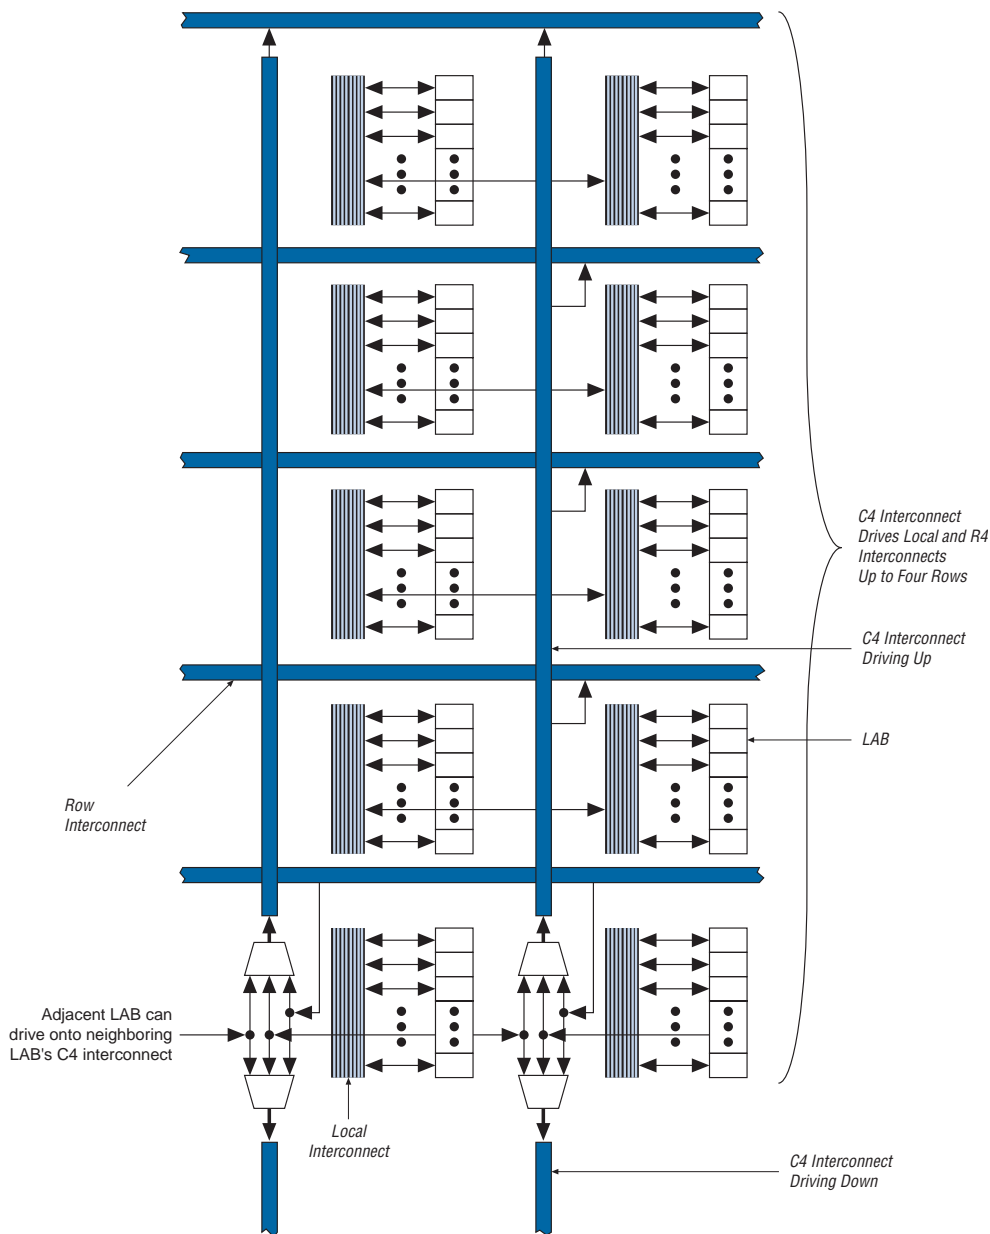 C4 Interconnect
Drives Local and R4
Interconnects
Up to Four Rows
C4 Interconnect
Driving Up
LAB
Row
Interconnect
Adjacent LAB can
drive onto neighboring
LAB's C4 interconnect
Local
Interconnect
C4 Interconnect
Driving Down